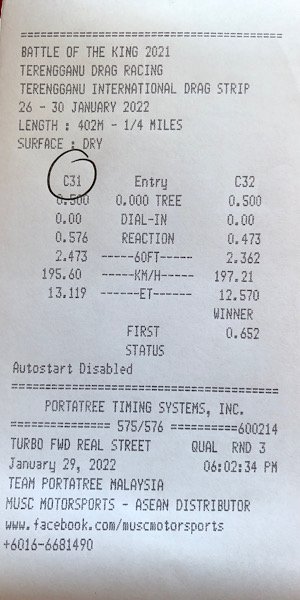 BATTLE OF THE KING 2021
TERENGGANU DRAG RACING
TERENGGANU INTERNATIONAL DRAG STRIP
26 - 30 JANUARY 2022
LENGTH : 402M - 1/4 MILES
SURFACE : DRY
C31 Entry C32
0.500 0.000 TREE 0.500
0.00 DIAL-IN 0.00
0.576 REACTION 0.473
2.473 ------60FT------ 2.362
195.60 ------KM/H------ 197.21
13.119 -------ET------- 12.570
WINNER
FIRST 0.652
STATUS
Autostart Disabled
PORTATREE TIMING SYSTEMS, INC.
================ 575/576 ==========600214
TURBO FWD REAL STREET QUAL RND 3
January 29, 2022 06:02:34 PM
TEAM PORTATREE MALAYSIA
MUSC MOTORSPORTS - ASEAN DISTRIBUTOR
www.facebook.com/muscmotorsports
+6016-6681490